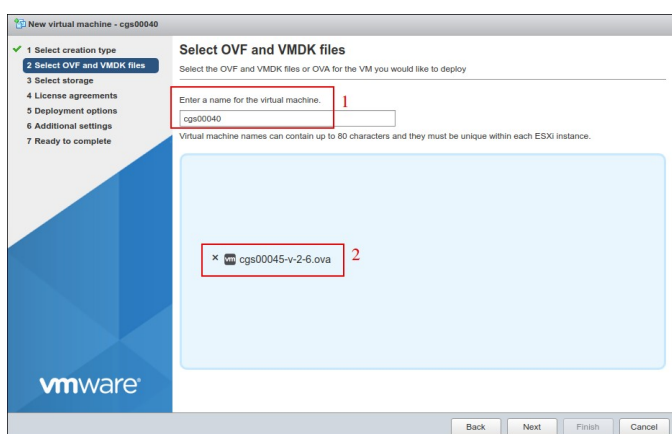 New virtual machine - cgs00040
1 Select creation type
2 Select OVF and VMDK files
3 Select storage
4 License agreements
5 Deployment options
6 Additional settings
7 Ready to complete
vmware®
Select OVF and VMDK files
Select the OVF and VMDK files or OVA for the VM you would like to deploy
Enter a name for the virtual machine.
1
cgs00040
Virtual machine names can contain up to 80 characters and they must be unique within each ESXi instance.
× vm cgs00045-v-2-6.ova
2
Back Next Finish Cancel